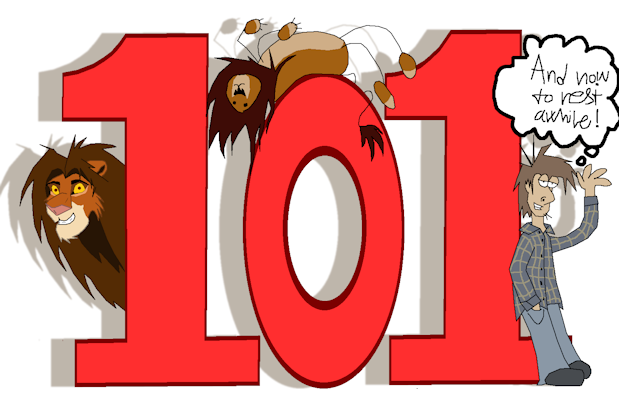 101
And now
to rest
awhile!